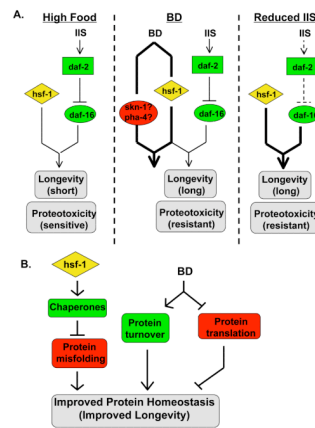 A.
High Food
IIS
daf-2
hsf-1
daf-16
Longevity
(short)
Proteotoxicity
(sensitive)
BD
BD
IIS
daf-2
hsf-1
skn-1?
pha-4?
daf-16
Longevity
(long)
Proteotoxicity
(resistant)
Reduced IIS
IIS
daf-2
hsf-1
daf-16
Longevity
(long)
Proteotoxicity
(resistant)
B.
hsf-1
Chaperones
Protein
misfolding
BD
Protein
turnover
Protein
translation
Improved Protein Homeostasis
(Improved Longevity)